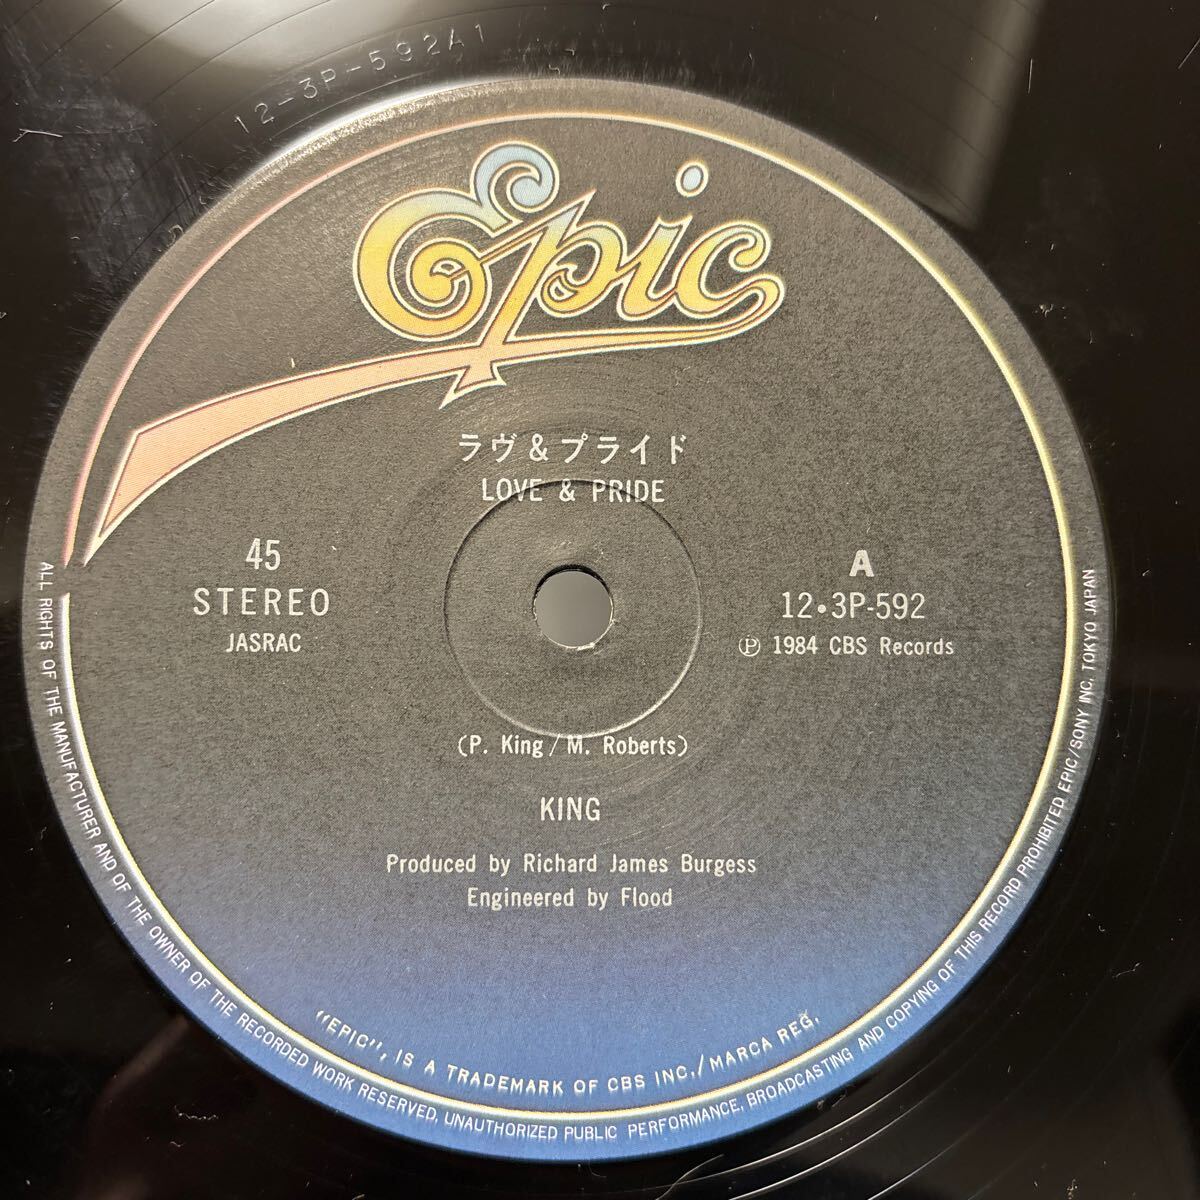 12-3P-592A1
Epic
ラヴ&プライド
LOVE & PRIDE
45
STEREO
JASRAC
A
12・3P-592
Ⓟ 1984 CBS Records
(P. King / M. Roberts)
KING
Produced by Richard James Burgess
Engineered by Flood
"EPIC", IS A TRADEMARK OF CBS INC./MARCA REG.
ALL RIGHTS OF THE MANUFACTURER AND OF THE OWNER OF THE RECORDED WORK RESERVED, UNAUTHORIZED PUBLIC PERFORMANCE, BROADCASTING AND COPYING OF THIS RECORD PROHIBITED EPIC/SONY INC. TOKYO JAPAN